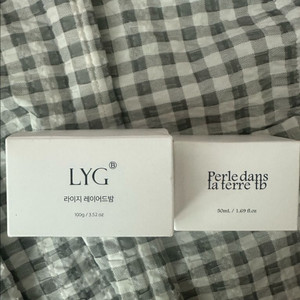 LYG®
라이지 레이어드밤
100g / 3.52 oz
Perle dans
la terre tb
50mL / 1.69 fl.oz